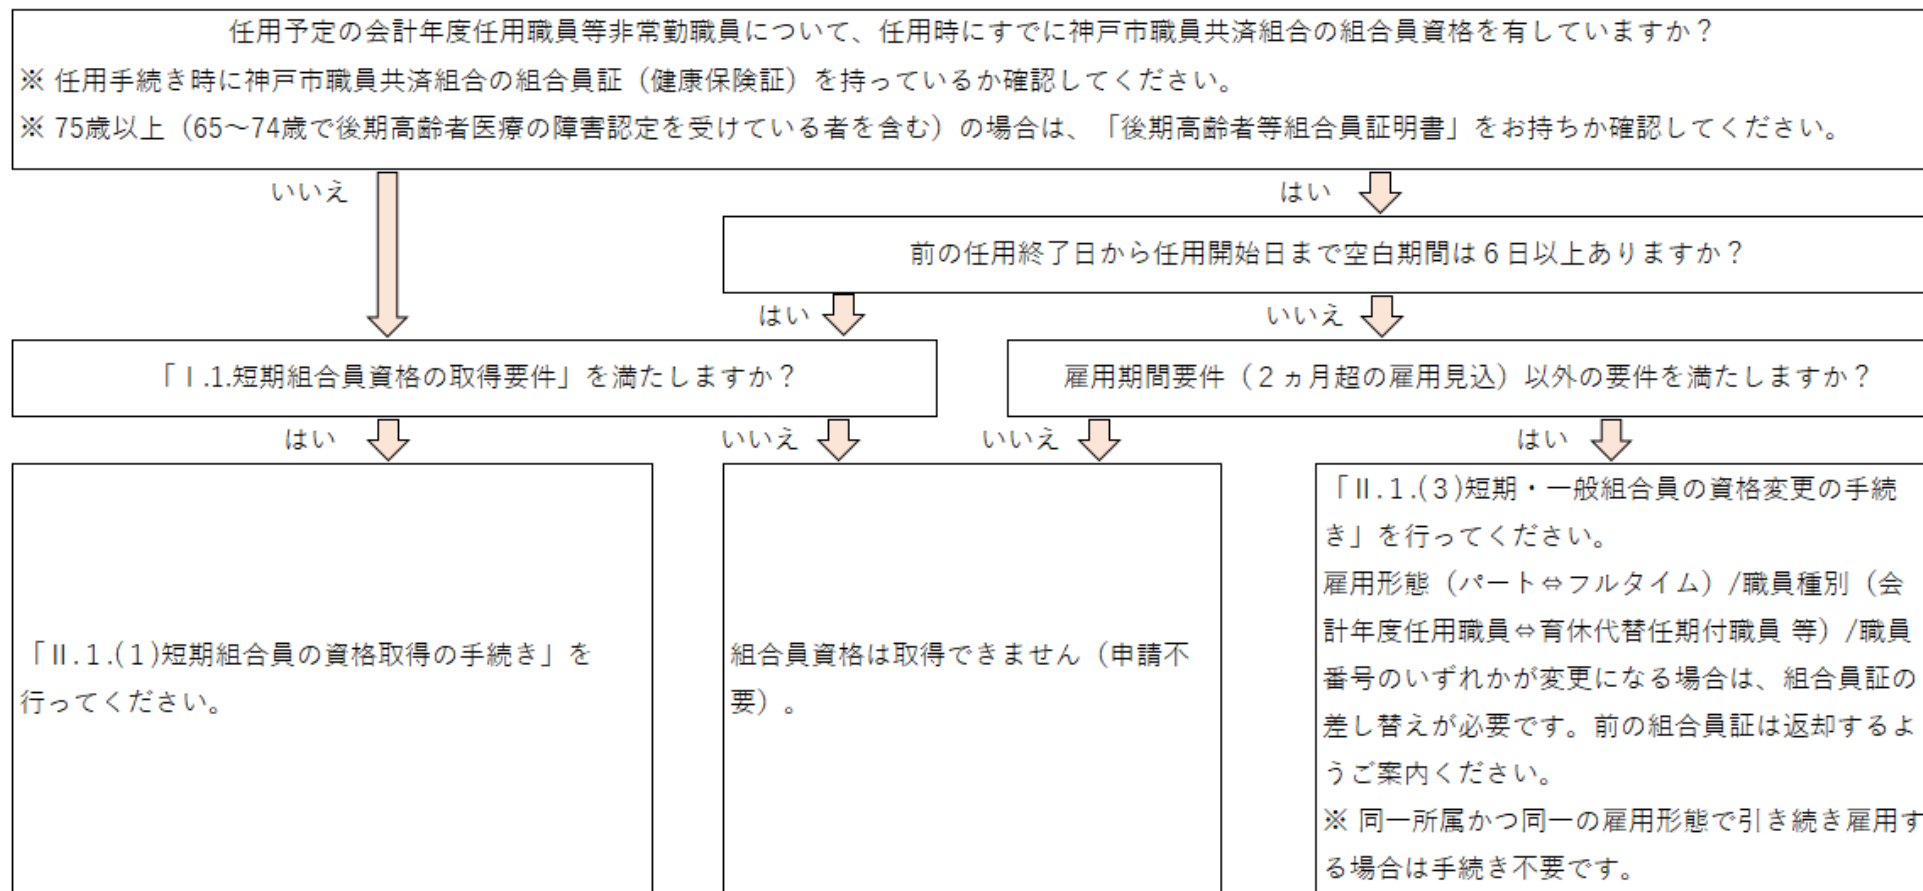 任用予定の会計年度任用職員等非常勤職員について、任用時にすでに神戸市職員共済組合の組合員資格を有していますか？
※ 任用手続き時に神戸市職員共済組合の組合員証（健康保険証）を持っているか確認してください。
※ 75歳以上（65～74歳で後期高齢者医療の障害認定を受けている者を含む）の場合は、「後期高齢者等組合員証明書」をお持ちか確認してください。
いいえ
はい
前の任用終了日から任用開始日まで空白期間は６日以上ありますか？
はい
いいえ
「Ⅰ.1.短期組合員資格の取得要件」を満たしますか？
雇用期間要件（２ヵ月超の雇用見込）以外の要件を満たしますか？
はい
いいえ
いいえ
はい
「Ⅱ.1.(1)短期組合員の資格取得の手続き」を
行ってください。
組合員資格は取得できません（申請不
要）。
「Ⅱ.１.(３)短期・一般組合員の資格変更の手続
き」を行ってください。
雇用形態（パート⇔フルタイム）/職員種別（会
計年度任用職員⇔育休代替任期付職員 等）/職員
番号のいずれかが変更になる場合は、組合員証の
差し替えが必要です。前の組合員証は返却するよ
うご案内ください。
※ 同一所属かつ同一の雇用形態で引き続き雇用す
る場合は手続き不要です。